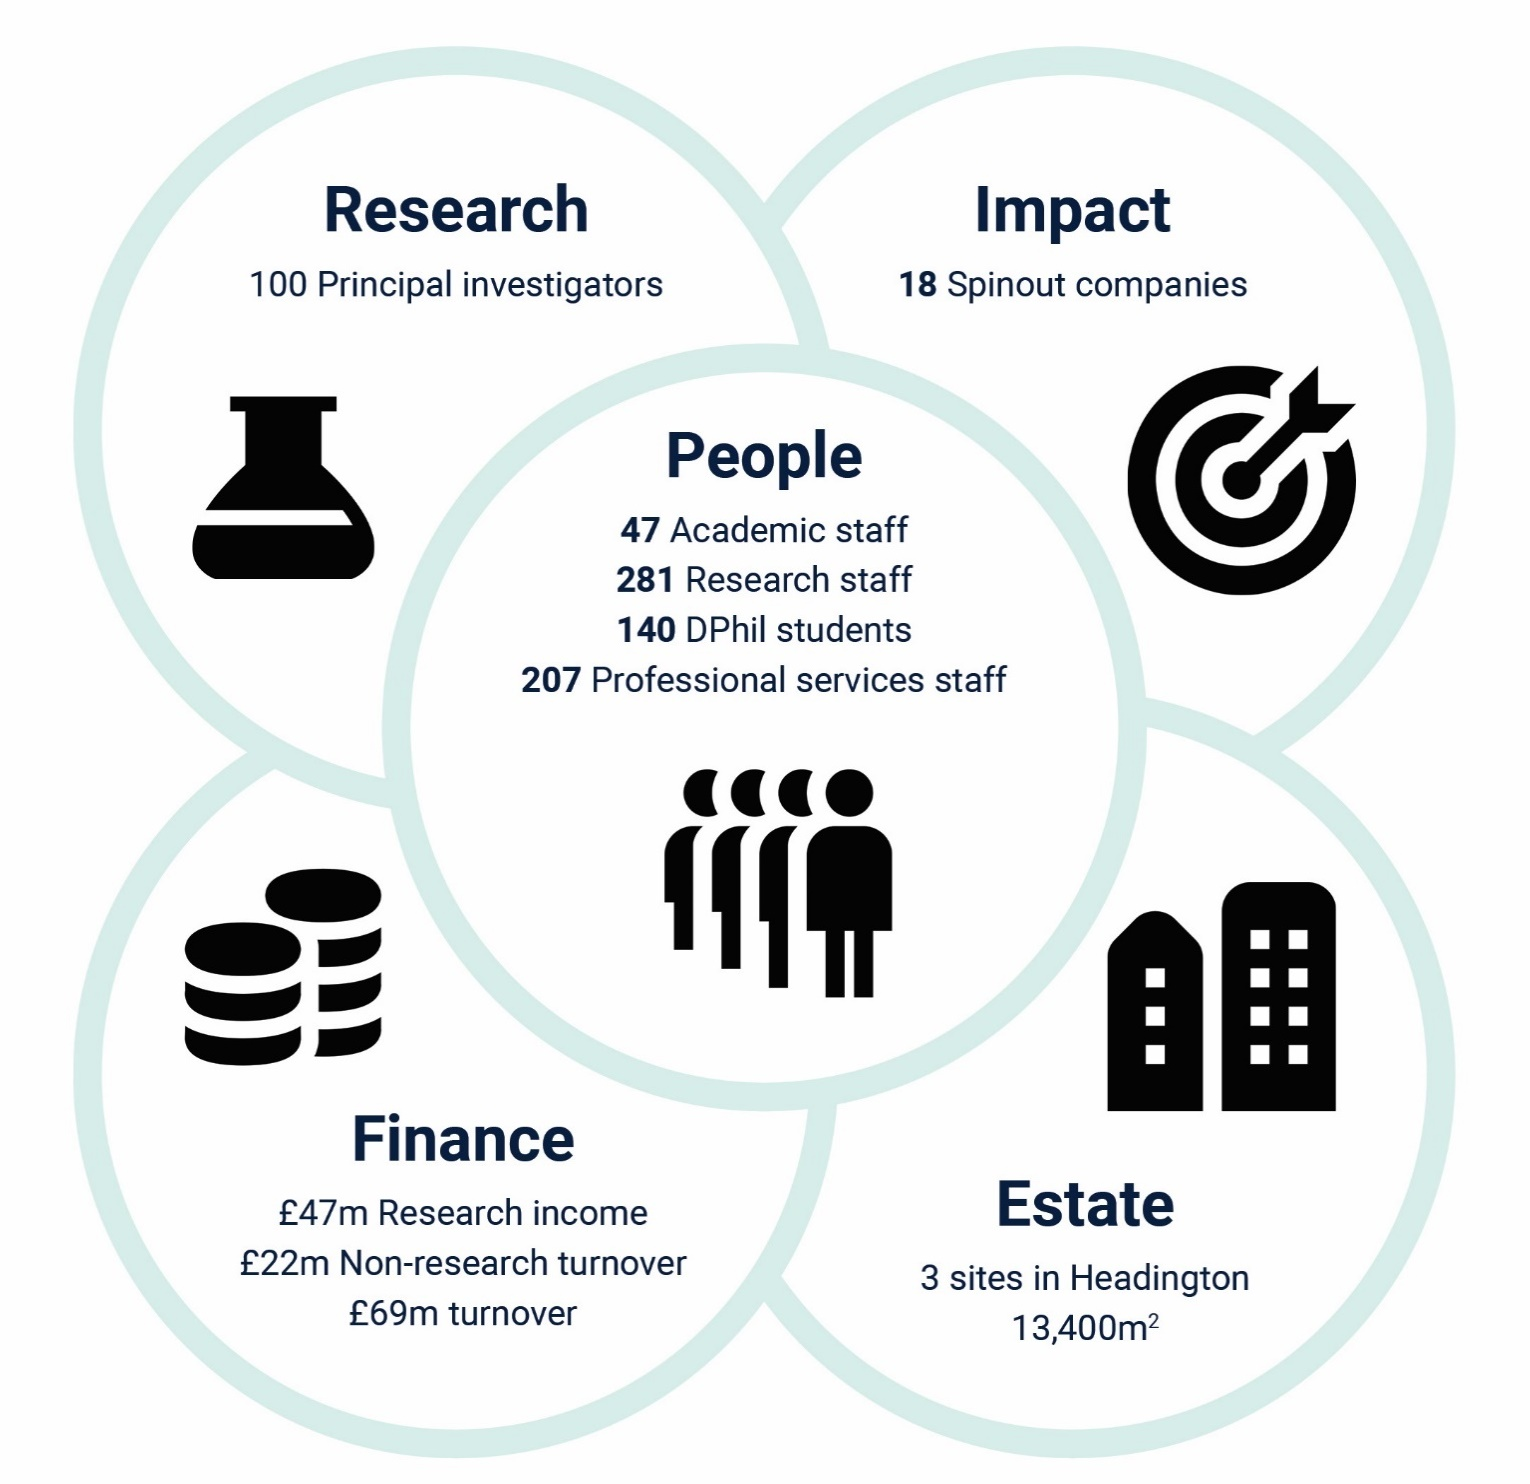 Research
100 Principal investigators
Impact
18 Spinout companies
People
47 Academic staff
281 Research staff
140 DPhil students
207 Professional services staff
Finance
£47m Research income
£22m Non-research turnover
£69m turnover
Estate
3 sites in Headington
13,400m²